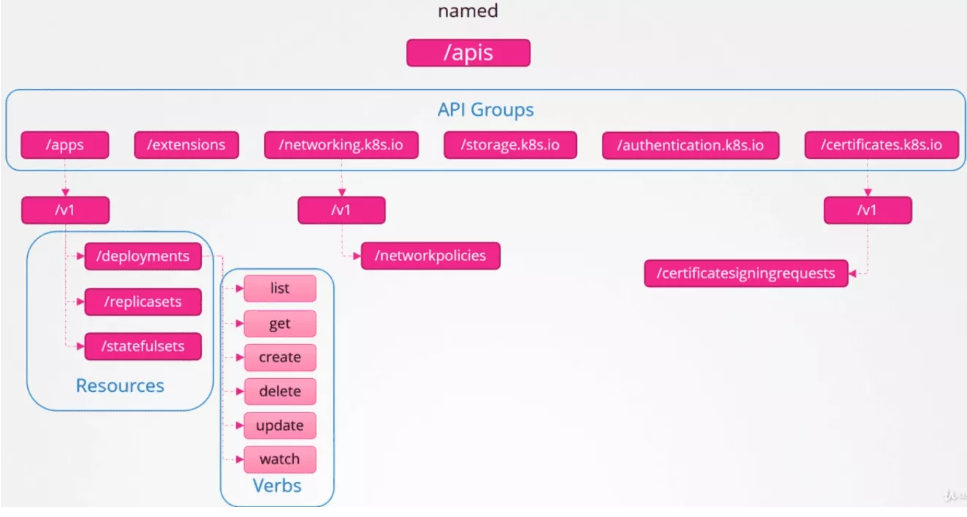 named
/apis
API Groups
/apps
/extensions
/networking.k8s.io
/storage.k8s.io
/authentication.k8s.io
/certificates.k8s.io
/v1
/v1
/v1
/deployments
/networkpolicies
/certificatesigningrequests
/replicasets
/statefulsets
Resources
list
get
create
delete
update
watch
Verbs